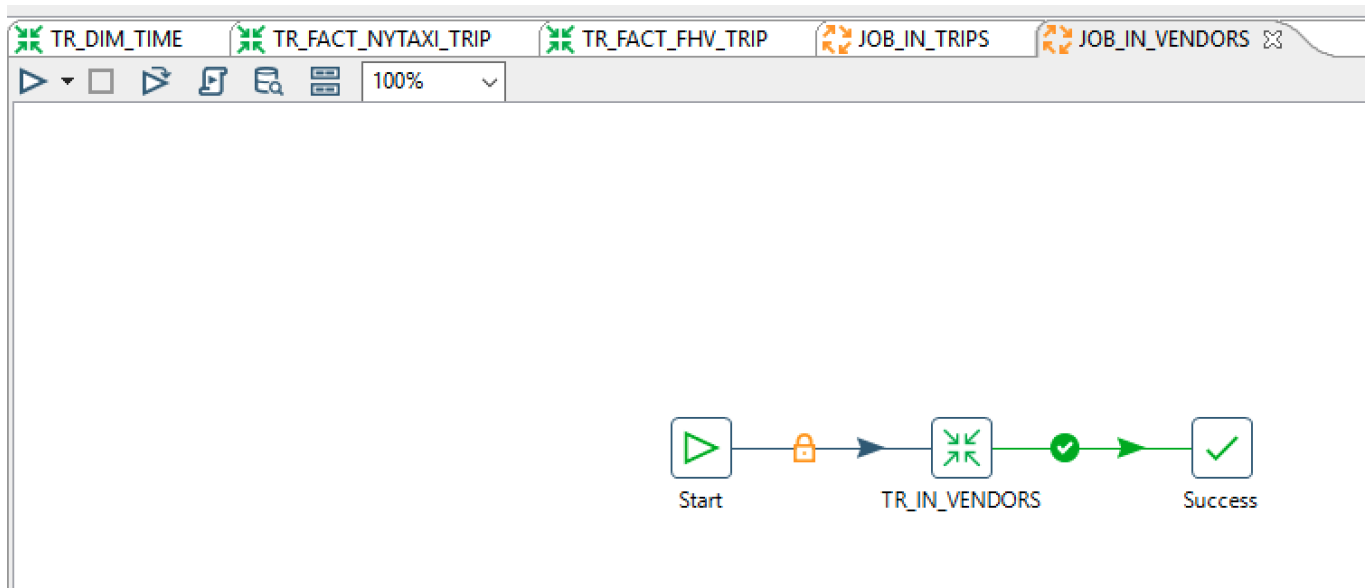 TR_DIM_TIME TR_FACT_NYTAXI_TRIP TR_FACT_FHV_TRIP JOB_IN_TRIPS JOB_IN_VENDORS
100%
Start TR_IN_VENDORS Success